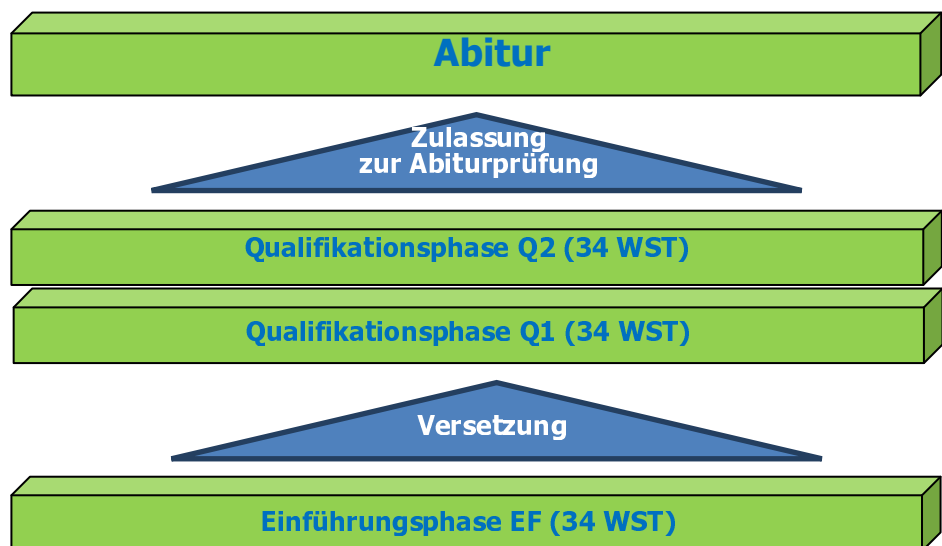 Abitur
Zulassung
zur Abiturprüfung
Qualifikationsphase Q2 (34 WST)
Qualifikationsphase Q1 (34 WST)
Versetzung
Einführungsphase EF (34 WST)